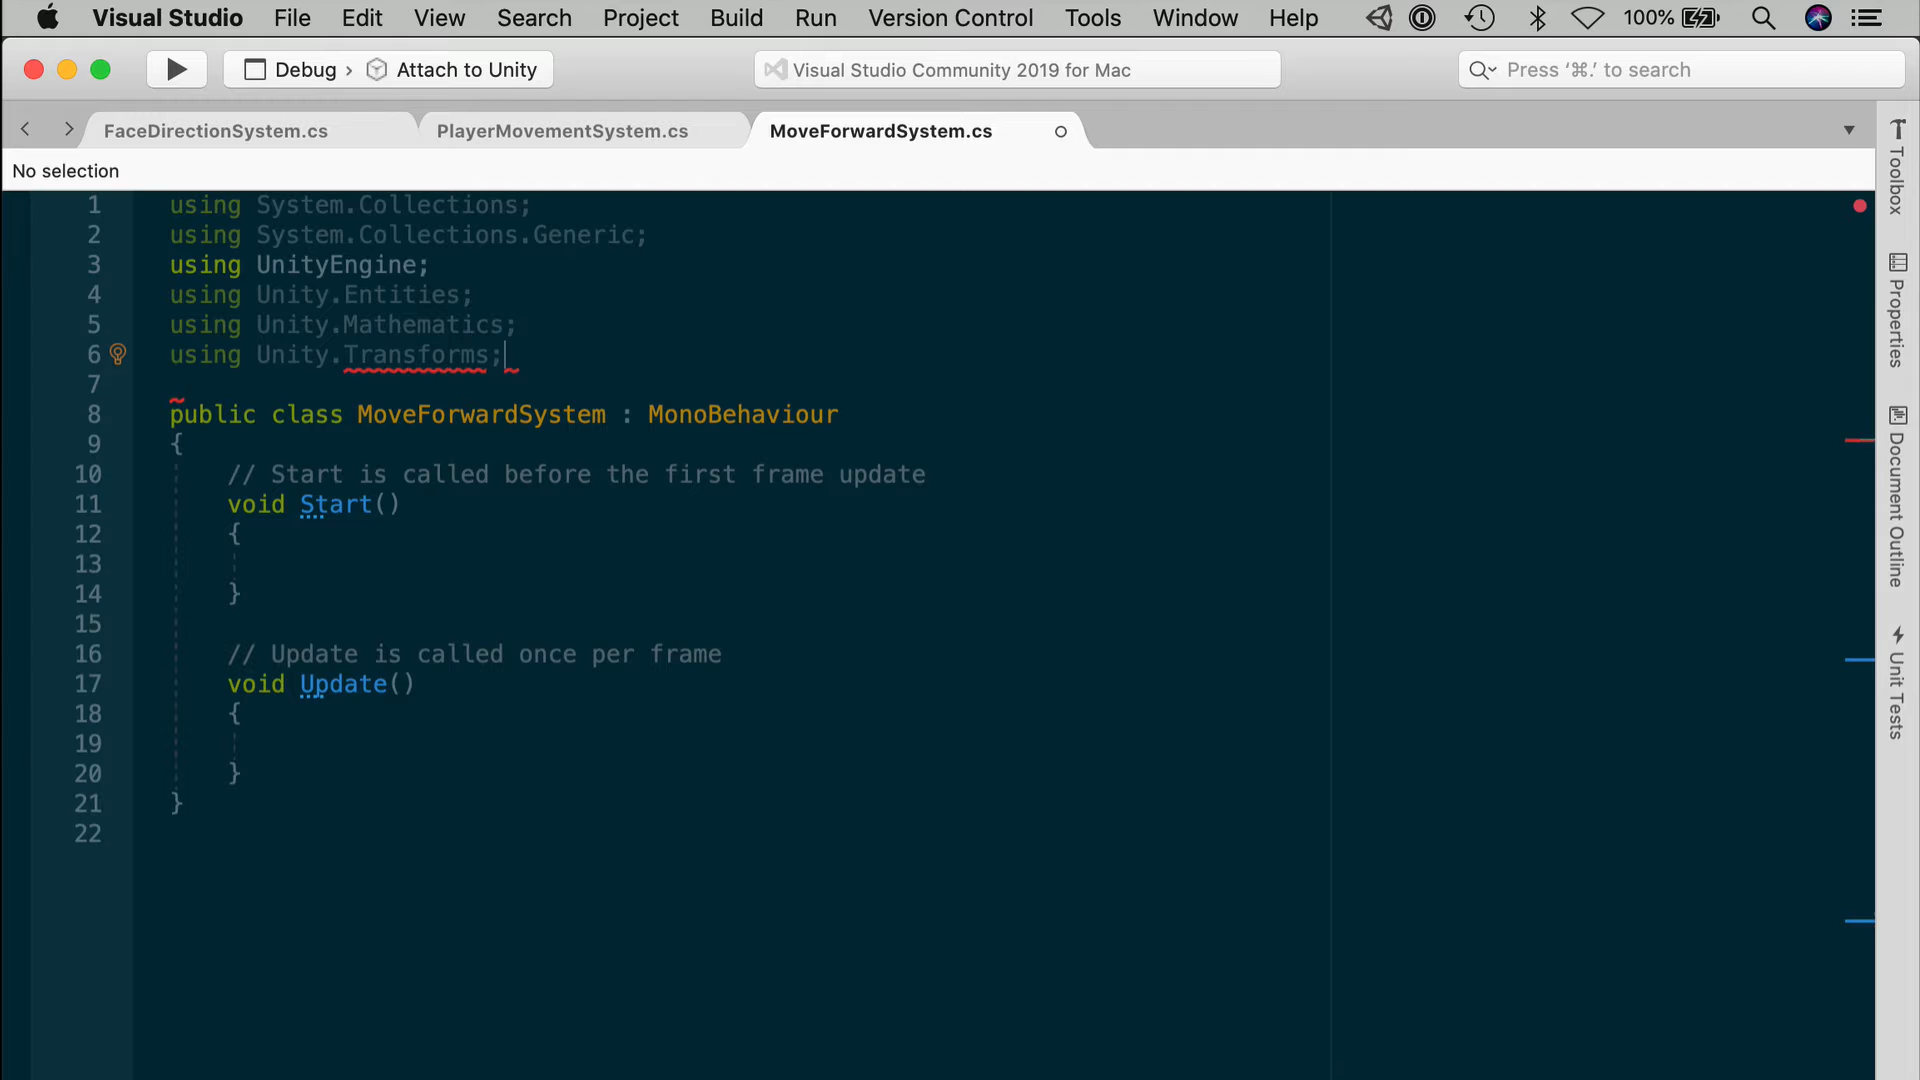 Visual Studio File Edit View Search Project Build Run Version Control Tools Window Help 100%
Debug › Attach to Unity Visual Studio Community 2019 for Mac Press ‘⌘.’ to search
FaceDirectionSystem.cs PlayerMovementSystem.cs MoveForwardSystem.cs
No selection
1 using System.Collections;
2 using System.Collections.Generic;
3 using UnityEngine;
4 using Unity.Entities;
5 using Unity.Mathematics;
6 using Unity.Transforms;
7
8 public class MoveForwardSystem : MonoBehaviour
9 {
10 // Start is called before the first frame update
11 void Start()
12 {
13
14 }
15
16 // Update is called once per frame
17 void Update()
18 {
19
20 }
21 }
22
Toolbox
Properties
Document Outline
Unit Tests